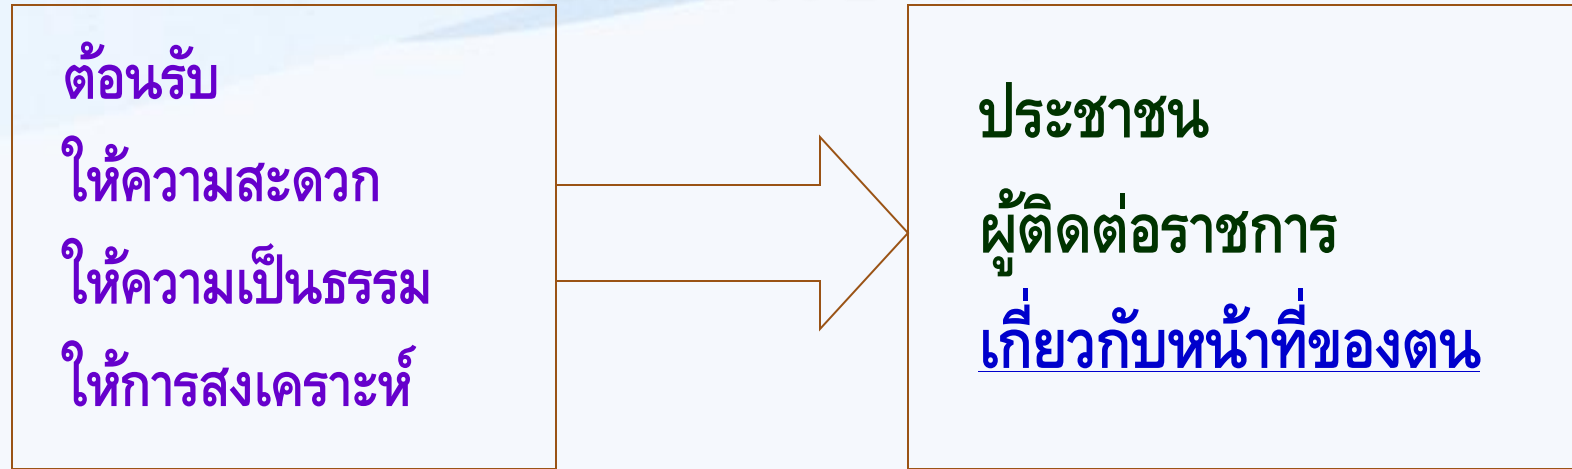 ต้อนรับ
ให้ความสะดวก
ให้ความเป็นธรรม
ให้การสงเคราะห์
ประชาชน
ผู้ติดต่อราชการ
เกี่ยวกับหน้าที่ของตน